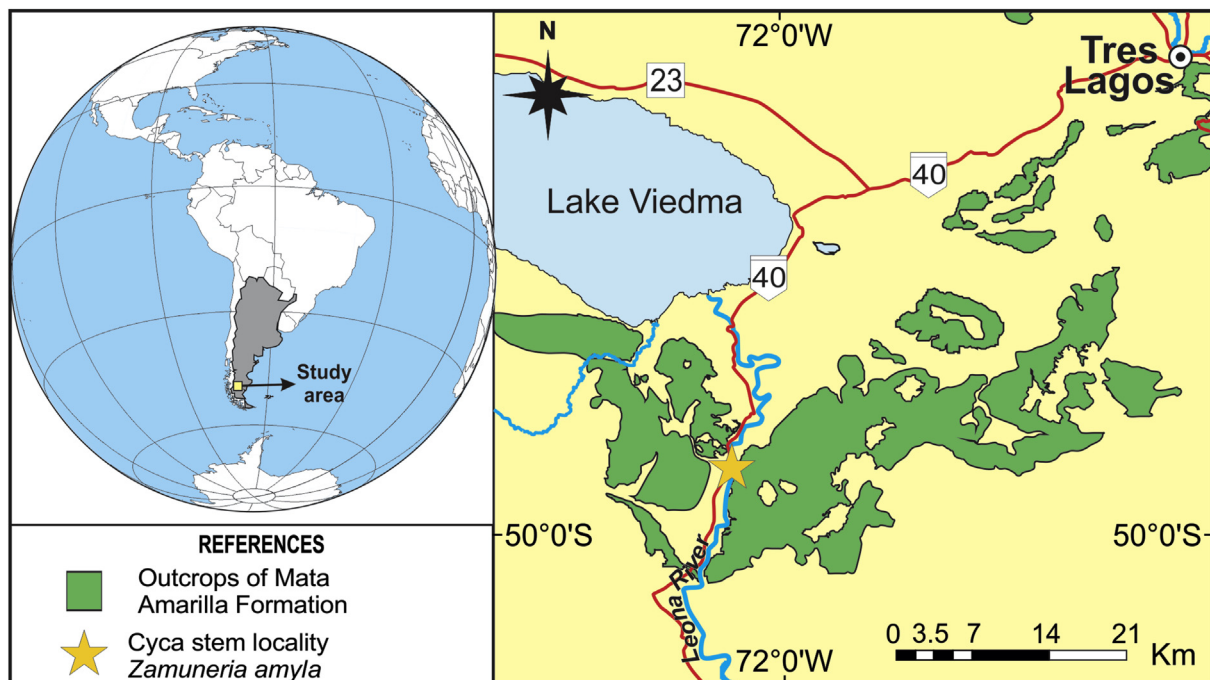 Study
area
REFERENCES
Outcrops of Mata
Amarilla Formation
Cyca stem locality
Zamuneria amyla
N
72°0'W
Tres
Lagos
23
40
Lake Viedma
40
50°0'S
50°0'S
Leona River
72°0'W
0 3.5 7 14 21
Km